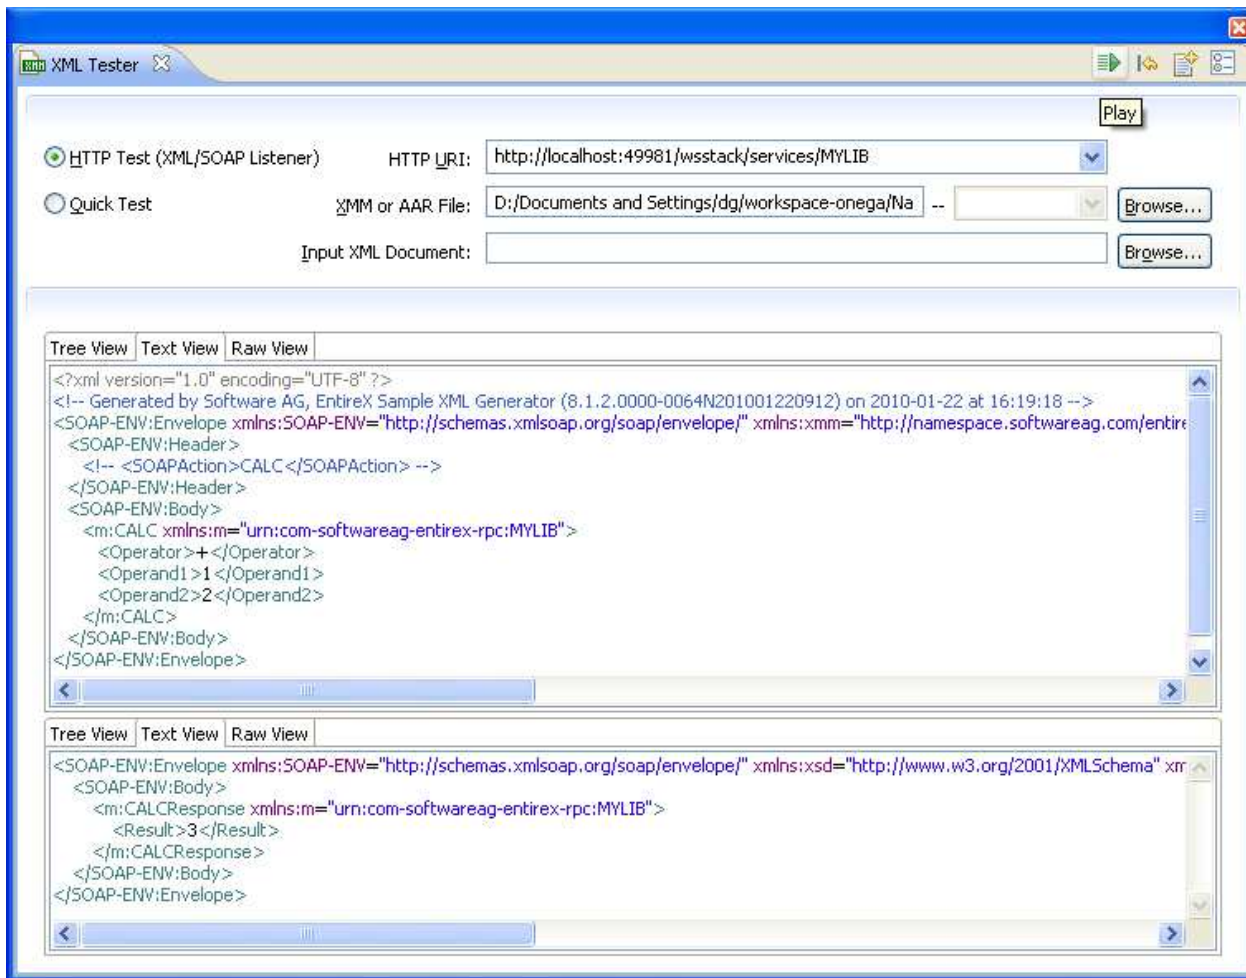 XML Tester
Play
HTTP Test (XML/SOAP Listener) HTTP URI: http://localhost:49981/wsstack/services/MYLIB
Quick Test XMM or AAR File: D:/Documents and Settings/dg/workspace-onega/Na -- Browse...
Input XML Document: Browse...
Tree View Text View Raw View
<?xml version="1.0" encoding="UTF-8" ?>
<!-- Generated by Software AG, EntireX Sample XML Generator (8.1.2.0000-0064N201001220912) on 2010-01-22 at 16:19:18 -->
<SOAP-ENV:Envelope xmlns:SOAP-ENV="http://schemas.xmlsoap.org/soap/envelope/" xmlns:xmm="http://namespace.softwareag.com/entire
<SOAP-ENV:Header>
<!-- <SOAPAction>CALC</SOAPAction> -->
</SOAP-ENV:Header>
<SOAP-ENV:Body>
<m:CALC xmlns:m="urn:com-softwareag-entirex-rpc:MYLIB">
<Operator>+</Operator>
<Operand1>1</Operand1>
<Operand2>2</Operand2>
</m:CALC>
</SOAP-ENV:Body>
</SOAP-ENV:Envelope>
Tree View Text View Raw View
<SOAP-ENV:Envelope xmlns:SOAP-ENV="http://schemas.xmlsoap.org/soap/envelope/" xmlns:xsd="http://www.w3.org/2001/XMLSchema" xm
<SOAP-ENV:Body>
<m:CALCResponse xmlns:m="urn:com-softwareag-entirex-rpc:MYLIB">
<Result>3</Result>
</m:CALCResponse>
</SOAP-ENV:Body>
</SOAP-ENV:Envelope>